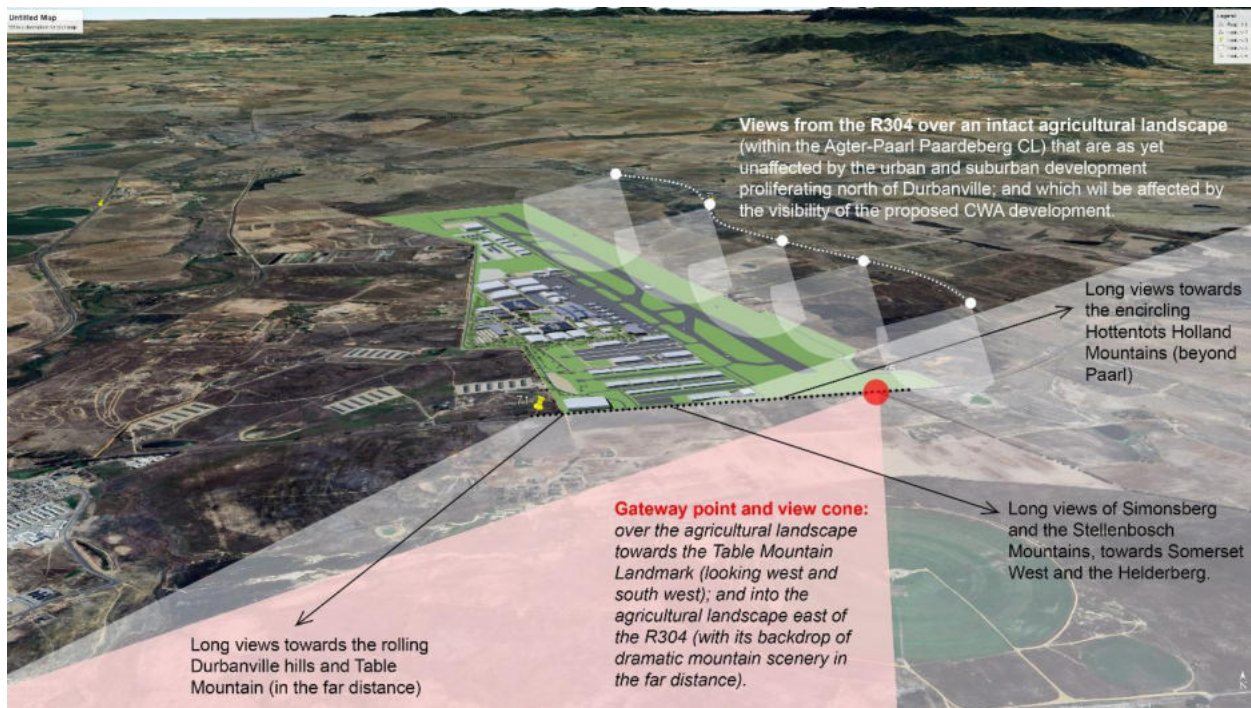 Untitled Map
Legend
Views from the R304 over an intact agricultural landscape
(within the Agter-Paarl Paardeberg CL) that are as yet
unaffected by the urban and suburban development
proliferating north of Durbanville; and which wil be affected by
the visibility of the proposed CWA development.
Long views towards
the encircling
Hottentots Holland
Mountains (beyond
Paarl)
7.1
Gateway point and view cone:
over the agricultural landscape
towards the Table Mountain
Landmark (looking west and
south west); and into the
agricultural landscape east of
the R304 (with its backdrop of
dramatic mountain scenery in
the far distance).
Long views of Simonsberg
and the Stellenbosch
Mountains, towards Somerset
West and the Helderberg.
Long views towards the rolling
Durbanville hills and Table
Mountain (in the far distance)
N